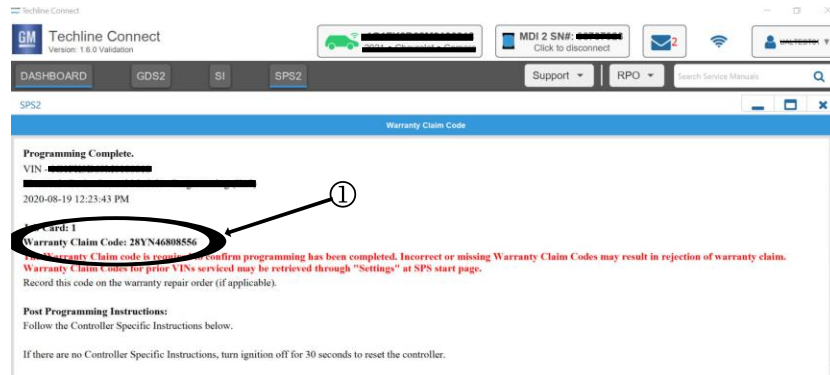 Techline Connect
GM
Techline Connect
Version: 1.6.0 Validation
2021 • Chevrolet • Camaro
MDI 2 SN#:
Click to disconnect
2
DASHBOARD GDS2 SI SPS2 Support RPO Search Service Manuals
SPS2
Warranty Claim Code
Programming Complete.
VIN -
2020-08-19 12:23:43 PM
①
Card: 1
Warranty Claim Code: 28YN46808556
The Warranty Claim code is required to confirm programming has been completed. Incorrect or missing Warranty Claim Codes may result in rejection of warranty claim.
Warranty Claim Codes for prior VINs serviced may be retrieved through "Settings" at SPS start page.
Record this code on the warranty repair order (if applicable).
Post Programming Instructions:
Follow the Controller Specific Instructions below.
If there are no Controller Specific Instructions, turn ignition off for 30 seconds to reset the controller.